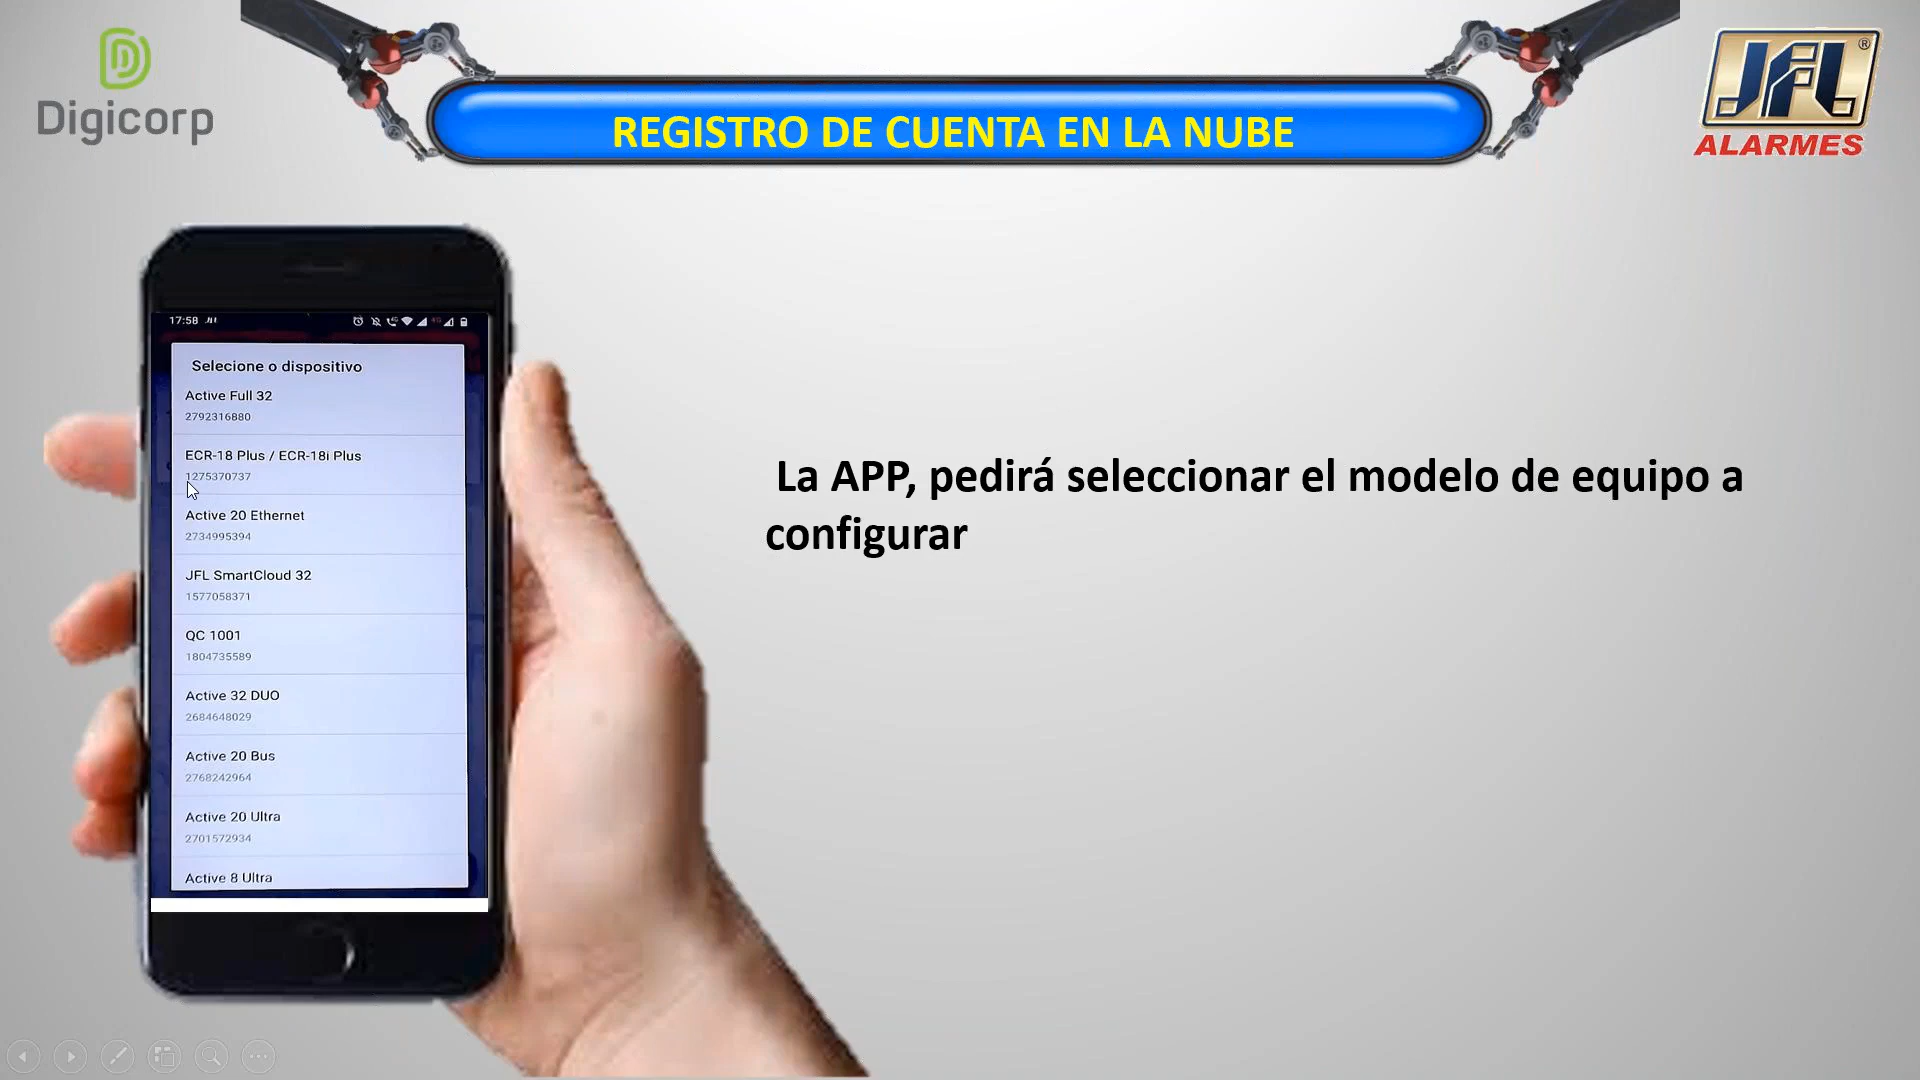 Digicorp
REGISTRO DE CUENTA EN LA NUBE
JFL®
ALARMES
17:58 JFL
4G
4G
Selecione o dispositivo
Active Full 32
2792316880
ECR-18 Plus / ECR-18i Plus
1275370737
Active 20 Ethernet
2734995394
JFL SmartCloud 32
1577058371
QC 1001
1804735589
Active 32 DUO
2684648029
Active 20 Bus
2768242964
Active 20 Ultra
2701572934
Active 8 Ultra
La APP, pedirá seleccionar el modelo de equipo a
configurar